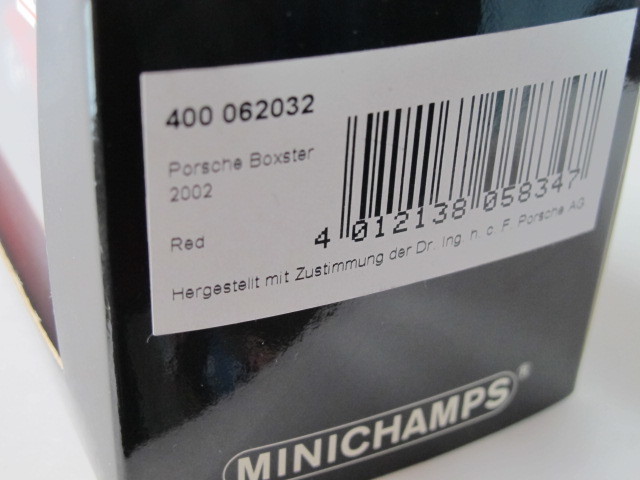 400 062032
Porsche Boxster
2002
Red
4 012138 058347
Hergestellt mit Zustimmung der Dr. Ing. h. c. F. Porsche AG
MINICHAMPS®